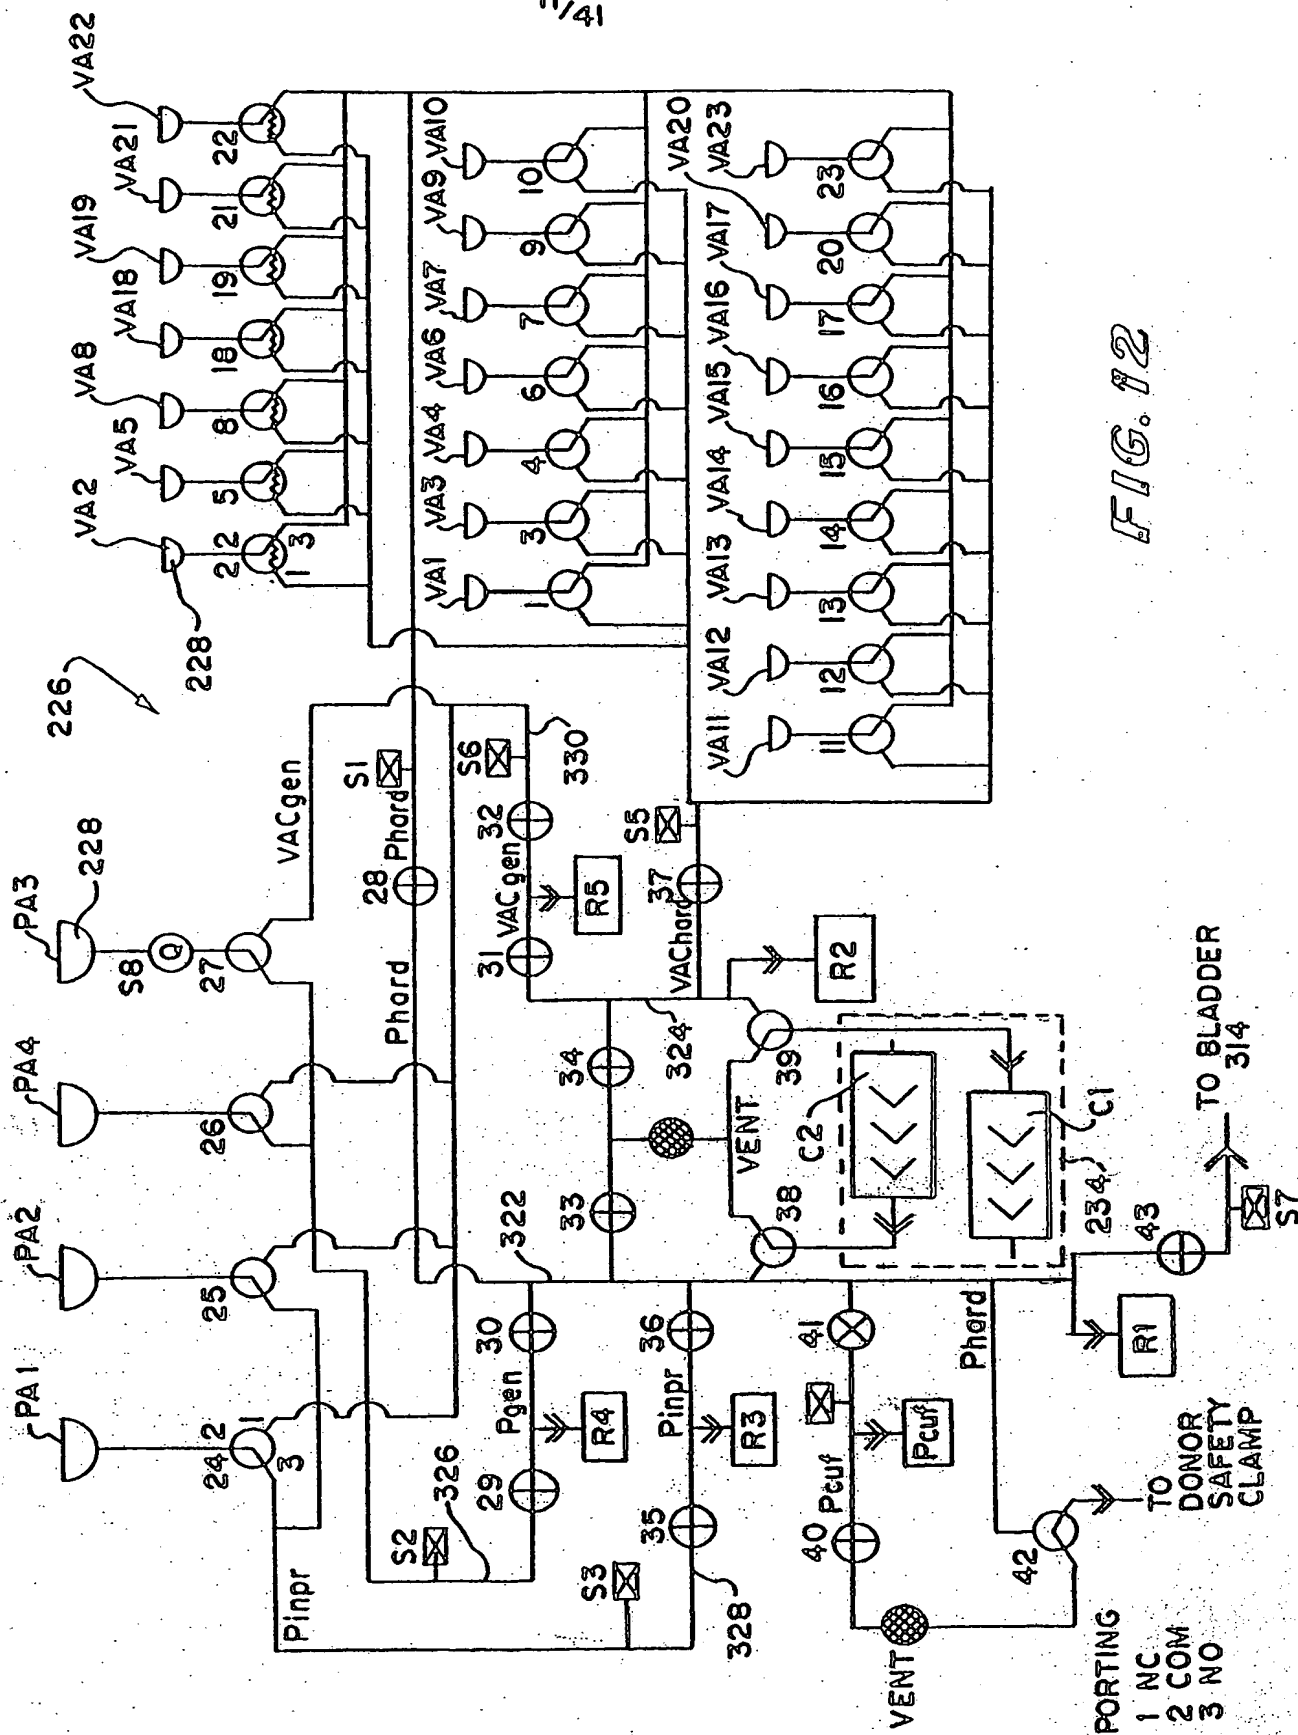 11/41
226
PA1
PA2
PA4
PA3
228
S8
Q
24
2
1
3
25
26
27
VACgen
Pinpr
S2
326
S3
Phard
28
Phard
S1
S6
330
29
Pgen
30
R4
322
31
VACgen
32
R5
35
Pinpr
36
R3
328
33
34
324
VENT
VAChard
37
S5
R2
38
39
C2
C1
234
40
Pcuf
41
Pcuf
VENT
Phard
42
TO
DONOR
SAFETY
CLAMP
R1
43
S7
TO BLADDER
314
PORTING
1 NC
2 COM
3 NO
228
VA2
VA5
VA8
VA18
VA19
VA21
VA22
2
2
1
3
5
8
18
19
21
22
VA1
VA3
VA4
VA6
VA7
VA9
VA10
1
3
4
6
7
9
10
VA11
VA12
VA13
VA14
VA15
VA16
VA17
VA20
VA23
11
12
13
14
15
16
17
20
23
FIG. 12